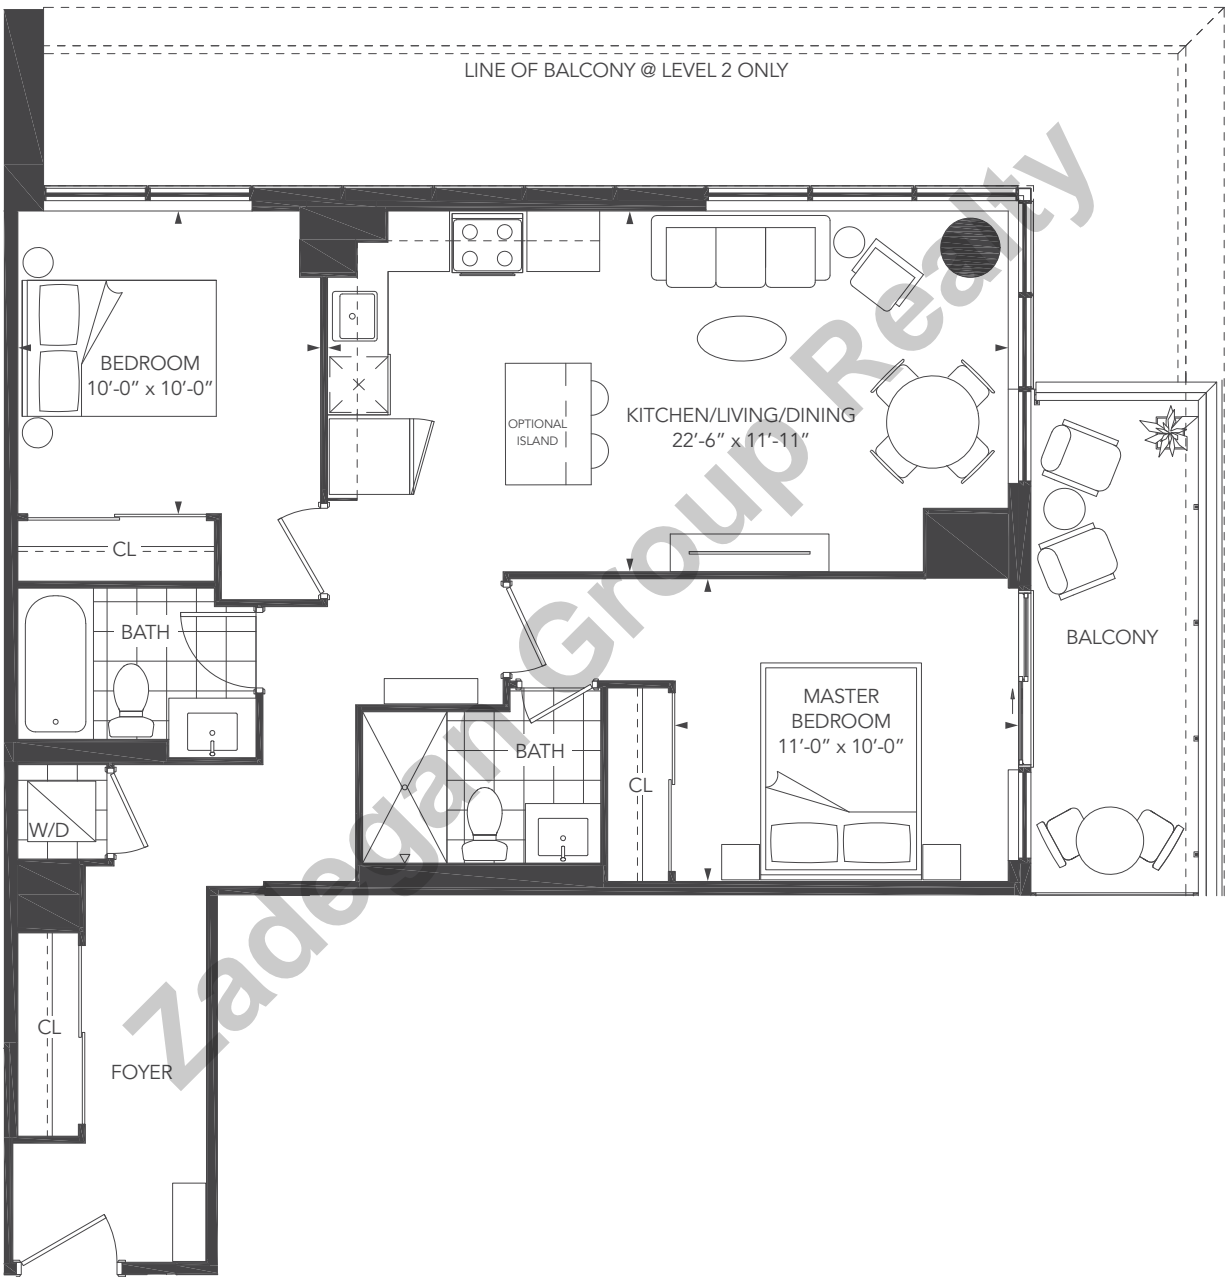 LINE OF BALCONY @ LEVEL 2 ONLY
BEDROOM
10'-0” x 10'-0”
OPTIONAL
ISLAND
KITCHEN/LIVING/DINING
22'-6” x 11'-11”
CL
BATH
BALCONY
MASTER
BEDROOM
11'-0” x 10'-0”
BATH
CL
W/D
CL
FOYER
Zadegan Group Realty